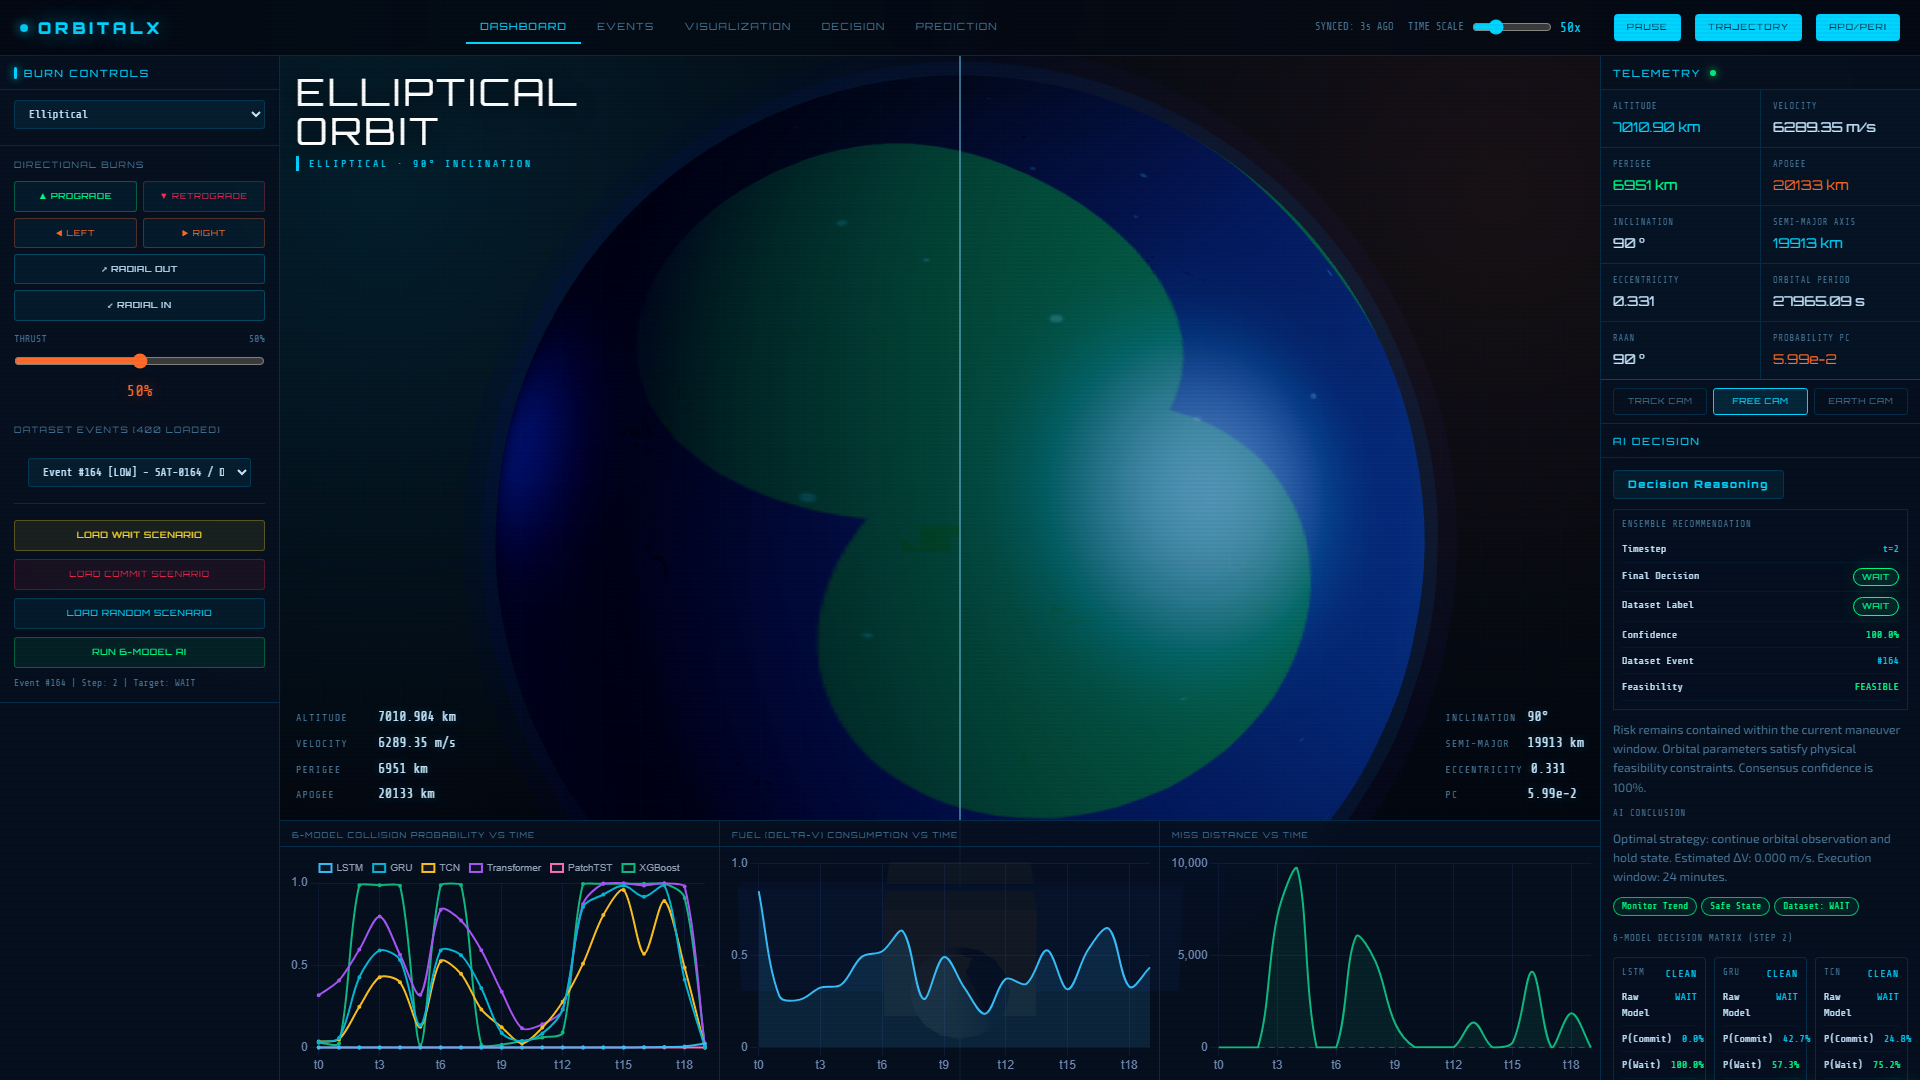 ORBITALX
DASHBOARD EVENTS VISUALIZATION DECISION PREDICTION
SYNCED: 3s AGO TIME SCALE 50x
PAUSE TRAJECTORY APO/PERI
BURN CONTROLS
Elliptical
DIRECTIONAL BURNS
▲ PROGRADE ▼ RETROGRADE
◄ LEFT ► RIGHT
↗ RADIAL OUT
↙ RADIAL IN
THRUST 50%
50%
DATASET EVENTS (400 LOADED)
Event #164 [LOW] - SAT-0164 / D
LOAD WAIT SCENARIO
LOAD COMMIT SCENARIO
LOAD RANDOM SCENARIO
RUN 6-MODEL AI
Event #164 | Step: 2 | Target: WAIT
ELLIPTICAL
ORBIT
ELLIPTICAL · 90° INCLINATION
ALTITUDE 7010.904 km
VELOCITY 6289.35 m/s
PERIGEE 6951 km
APOGEE 20133 km
INCLINATION 90°
SEMI-MAJOR 19913 km
ECCENTRICITY 0.331
PC 5.99e-2
6-MODEL COLLISION PROBABILITY VS TIME
LSTM GRU TCN Transformer PatchTST XGBoost
1.0
0.5
0
t0 t3 t6 t9 t12 t15 t18
FUEL (DELTA-V) CONSUMPTION VS TIME
1.0
0.5
0
t0 t3 t6 t9 t12 t15 t18
MISS DISTANCE VS TIME
10,000
5,000
0
t0 t3 t6 t9 t12 t15 t18
TELEMETRY
ALTITUDE VELOCITY
7010.90 km 6289.35 m/s
PERIGEE APOGEE
6951 km 20133 km
INCLINATION SEMI-MAJOR AXIS
90° 19913 km
ECCENTRICITY ORBITAL PERIOD
0.331 27965.09 s
RAAN PROBABILITY PC
90° 5.99e-2
TRACK CAM FREE CAM EARTH CAM
AI DECISION
Decision Reasoning
ENSEMBLE RECOMMENDATION
Timestep t=2
Final Decision WAIT
Dataset Label WAIT
Confidence 100.0%
Dataset Event #164
Feasibility FEASIBLE
Risk remains contained within the current maneuver
window. Orbital parameters satisfy physical
feasibility constraints. Consensus confidence is
100%.
AI CONCLUSION
Optimal strategy: continue orbital observation and
hold state. Estimated ΔV: 0.000 m/s. Execution
window: 24 minutes.
Monitor Trend Safe State Dataset: WAIT
6-MODEL DECISION MATRIX (STEP 2)
LSTM CLEAN GRU CLEAN TCN CLEAN
Raw WAIT Raw WAIT Raw WAIT
Model Model Model
P(Commit) 0.0% P(Commit) 42.7% P(Commit) 24.8%
P(Wait) 100.0% P(Wait) 57.3% P(Wait) 75.2%